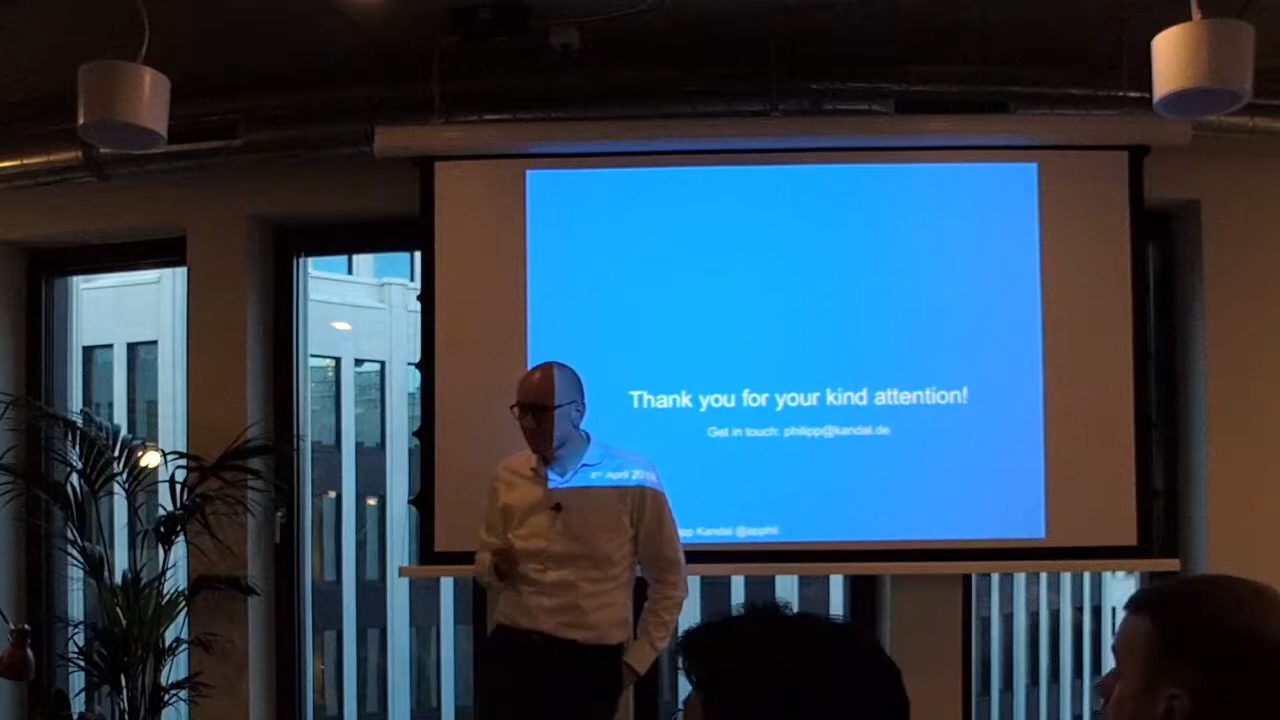 Thank you for your kind attention!
Get in touch: philipp@kandal.de
April
Kandal @apphil